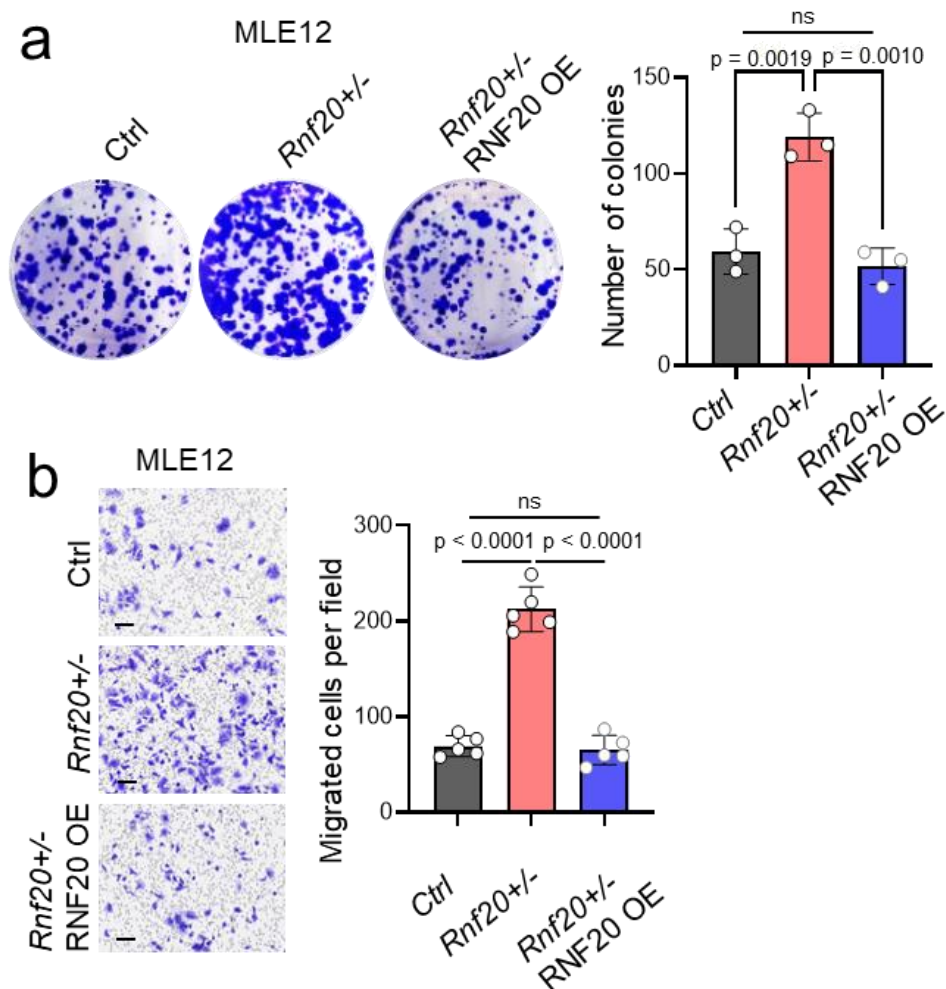 a
MLE12
Ctrl
Rnf20+/-
Rnf20+/-
RNF20 OE
ns
p = 0.0019
p = 0.0010
Number of colonies
150
100
50
0
Ctrl
Rnf20+/-
Rnf20+/-
RNF20 OE
b
MLE12
Ctrl
Rnf20+/-
Rnf20+/-
RNF20 OE
ns
p < 0.0001
p < 0.0001
Migrated cells per field
300
200
100
0
Ctrl
Rnf20+/-
Rnf20+/-
RNF20 OE